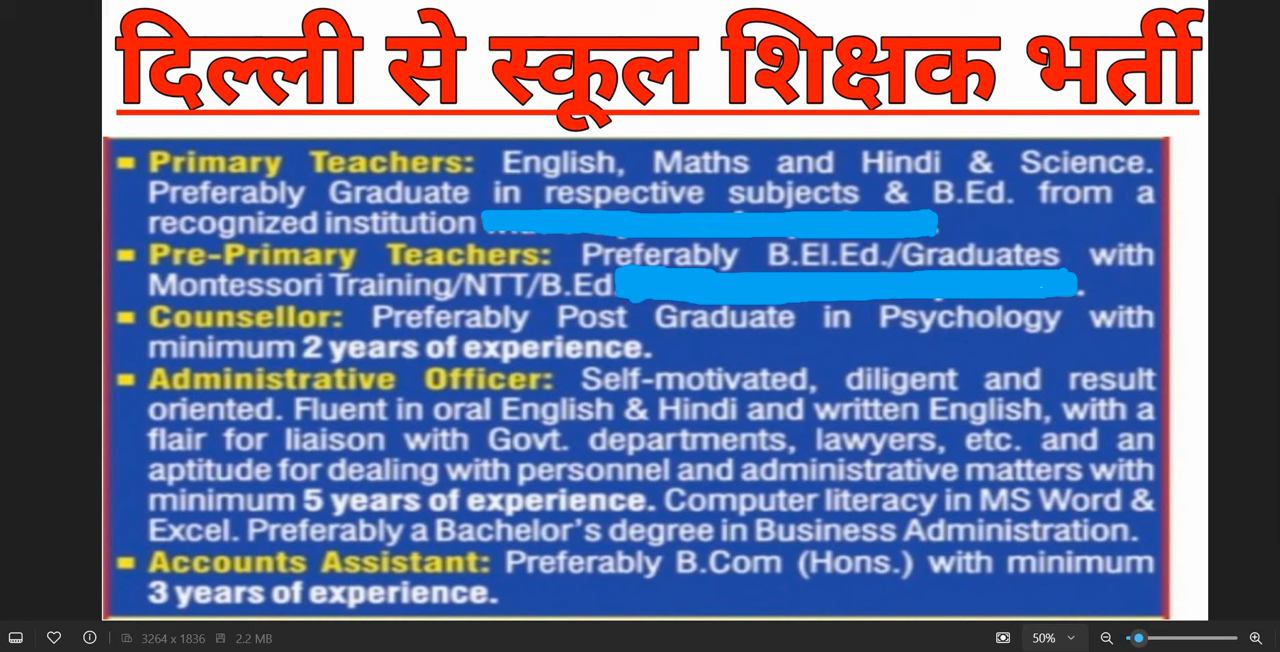 दिल्ली से स्कूल शिक्षक भर्ती
Primary Teachers: English, Maths and Hindi & Science.
Preferably Graduate in respective subjects & B.Ed. from a
recognized institution
Pre-Primary Teachers: Preferably B.El.Ed./Graduates with
Montessori Training/NTT/B.Ed.
Counsellor: Preferably Post Graduate in Psychology with
minimum 2 years of experience.
Administrative Officer: Self-motivated, diligent and result
oriented. Fluent in oral English & Hindi and written English, with a
flair for liaison with Govt. departments, lawyers, etc. and an
aptitude for dealing with personnel and administrative matters with
minimum 5 years of experience. Computer literacy in MS Word &
Excel. Preferably a Bachelor's degree in Business Administration.
Accounts Assistant: Preferably B.Com (Hons.) with minimum
3 years of experience.
3264 x 1836 2.2 MB 50%